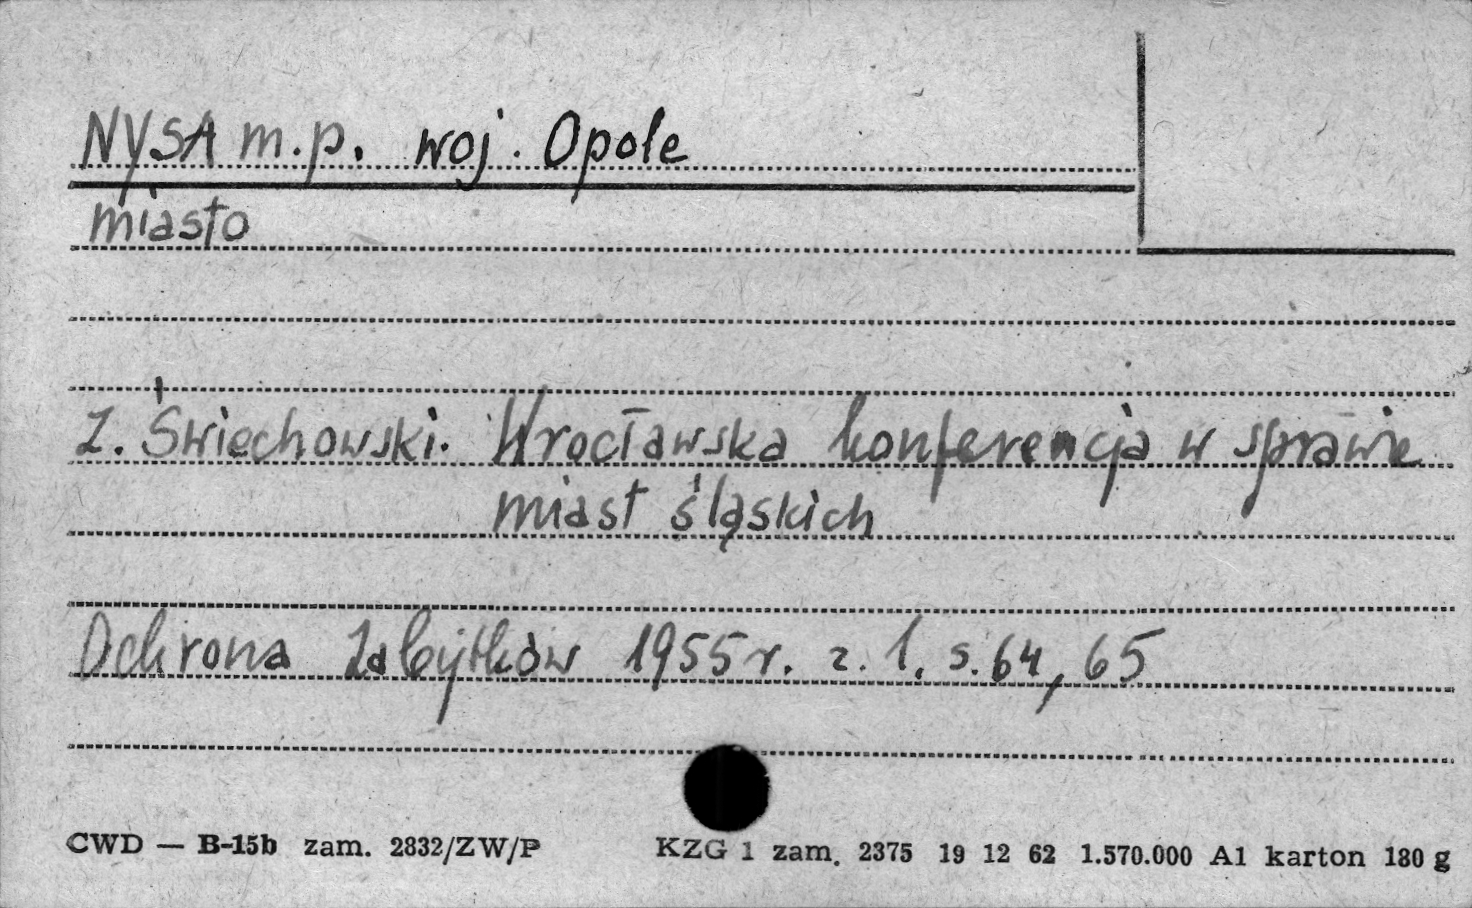 NYSA m.p. woj. Opole
miasto
Z. Świechowski. Wrocławska konferencja w sprawie
miast śląskich
Ochrona Zabytków 1955 r. z. 1. s. 64, 65
CWD — B-15b zam. 2832/ZW/P KZG 1 zam. 2375 19 12 62 1.570.000 A1 karton 180 g